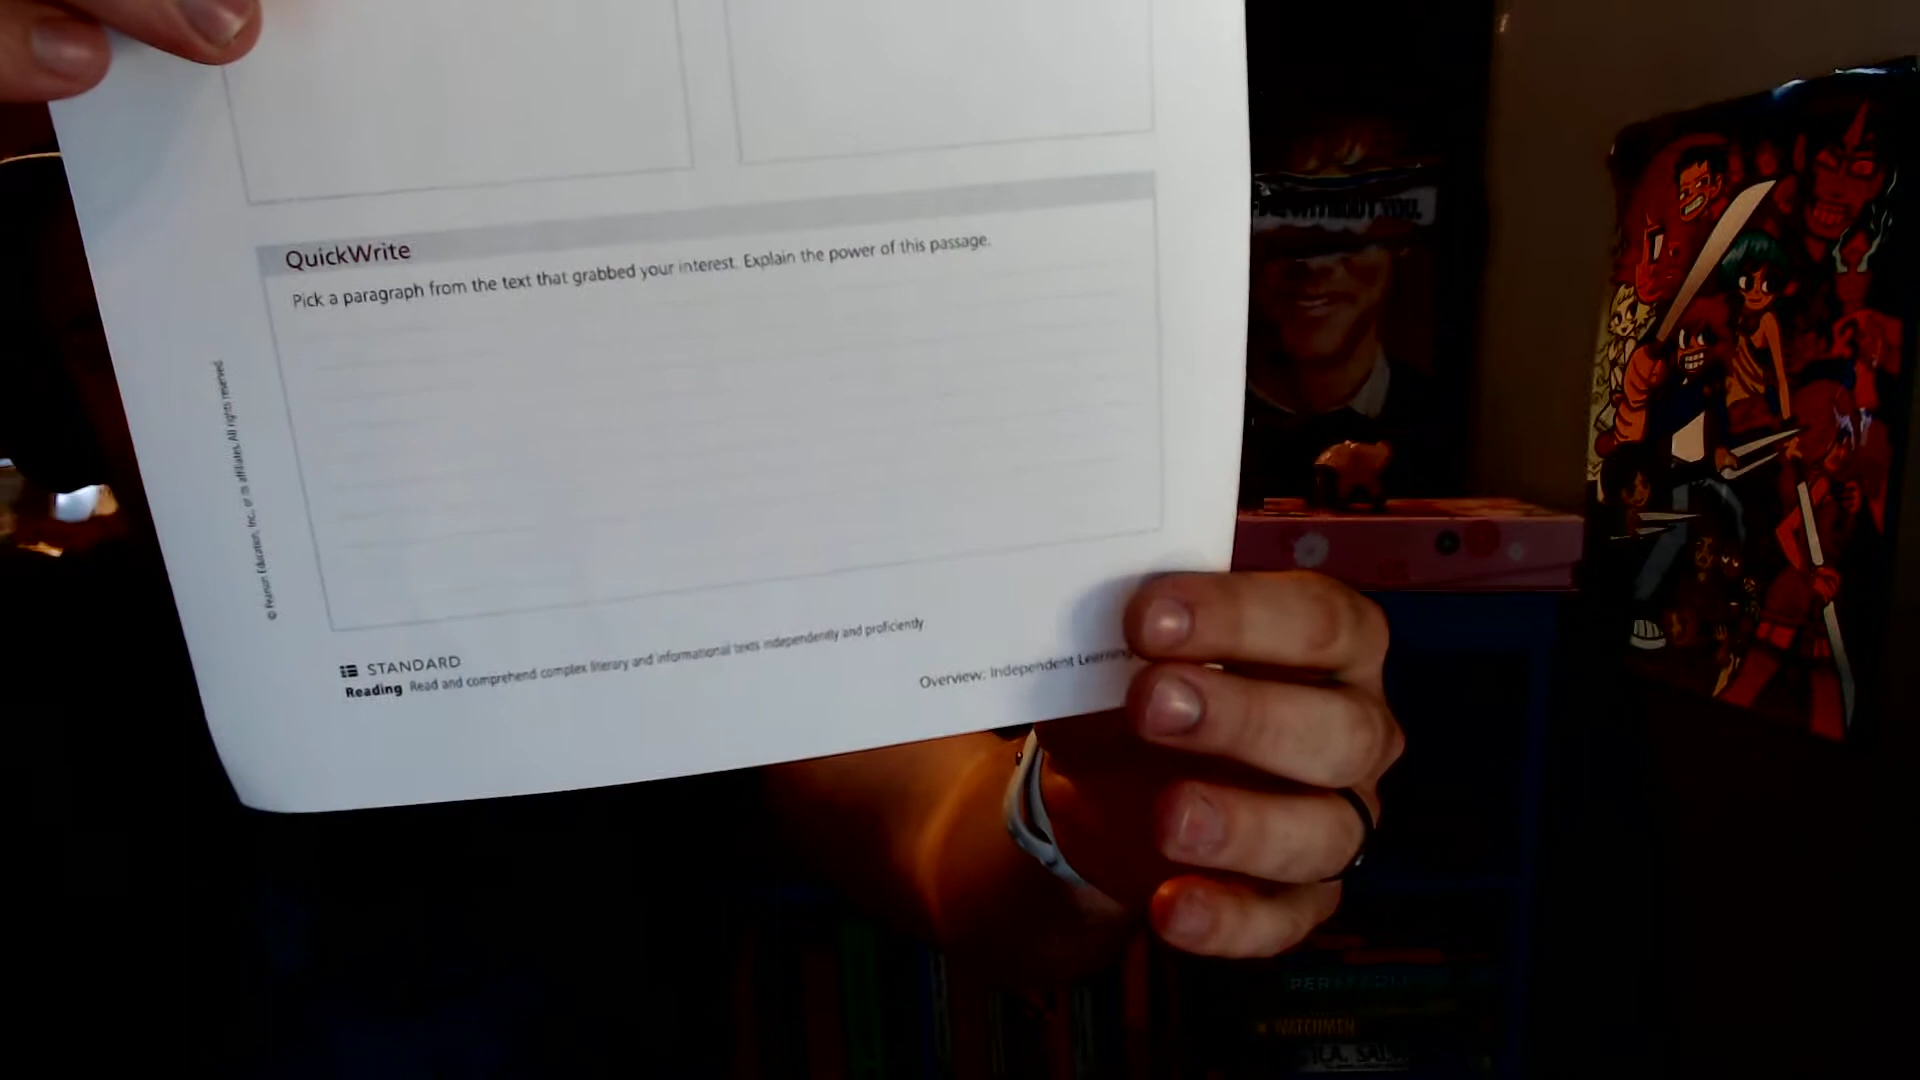 QuickWrite
Pick a paragraph from the text that grabbed your interest. Explain the power of this passage.
© Pearson Education, Inc., or its affiliates. All rights reserved.
STANDARD
Reading Read and comprehend complex literary and informational texts independently and proficiently
Overview: Independent Learning
WITHOUT YOU.
WATCHMEN
R.A.